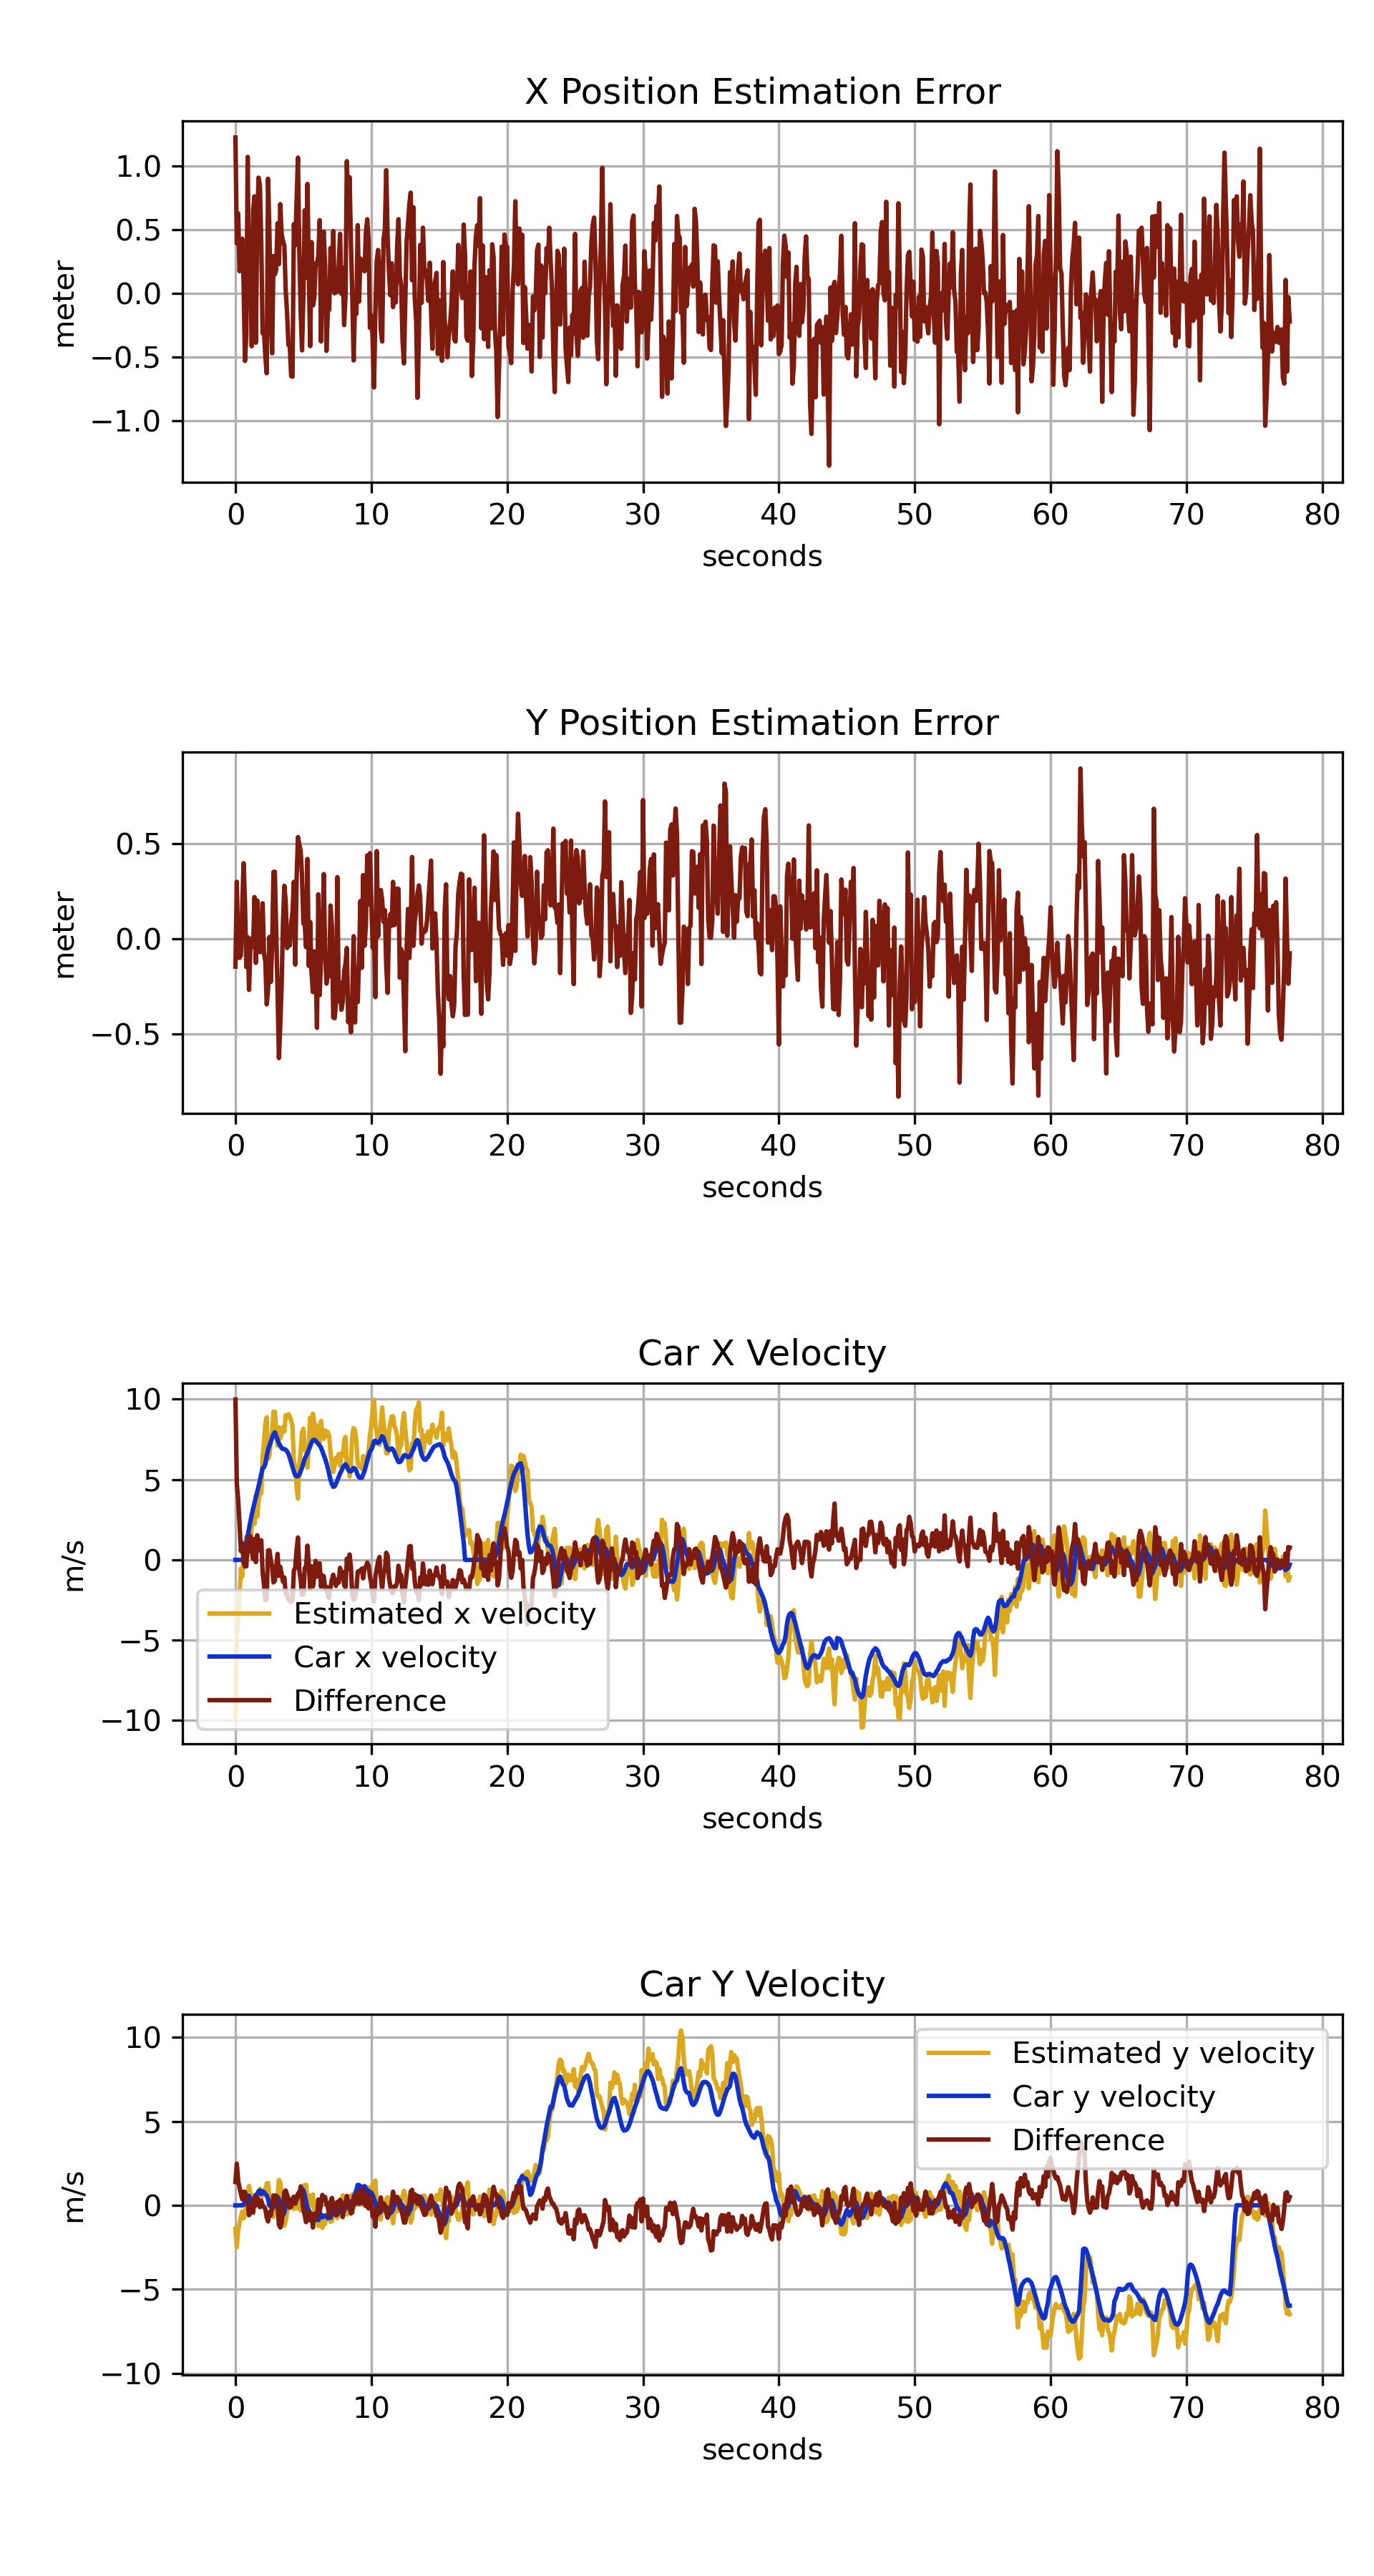 X Position Estimation Error
1.0
0.5
0.0
−0.5
−1.0
meter
0 10 20 30 40 50 60 70 80
seconds
Y Position Estimation Error
0.5
0.0
−0.5
meter
0 10 20 30 40 50 60 70 80
seconds
Car X Velocity
10
5
0
−5
−10
m/s
Estimated x velocity
Car x velocity
Difference
0 10 20 30 40 50 60 70 80
seconds
Car Y Velocity
10
5
0
−5
−10
m/s
Estimated y velocity
Car y velocity
Difference
0 10 20 30 40 50 60 70 80
seconds